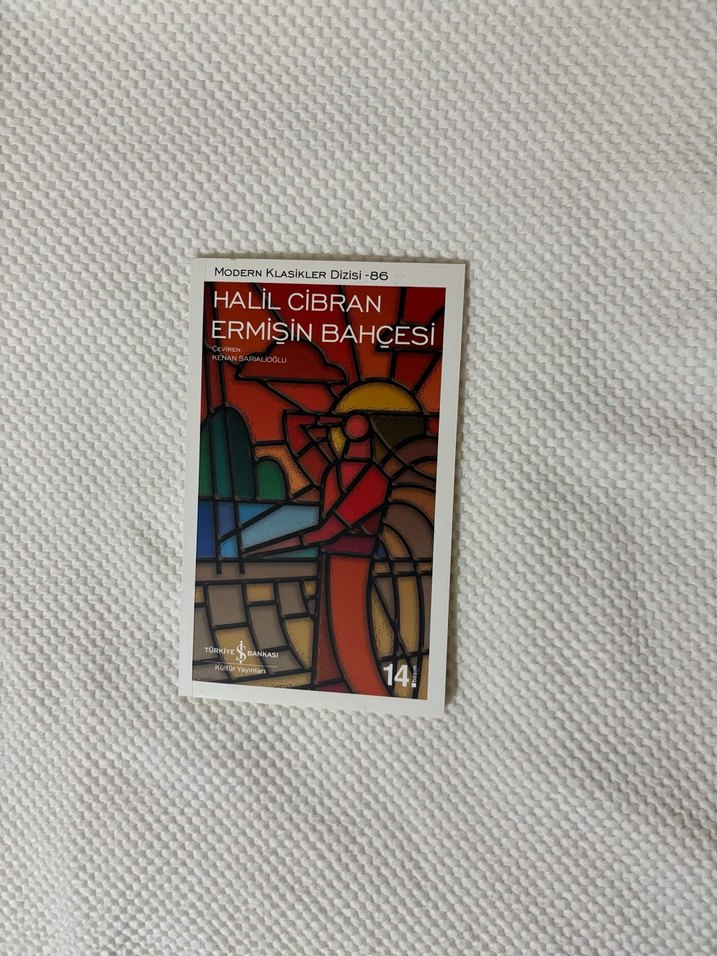 MODERN KLASİKLER DİZİSİ -86
HALİL CİBRAN
ERMİŞİN BAHÇESİ
ÇEVİREN:
KENAN SARIALİOĞLU
TÜRKİYE İŞ BANKASI
Kültür Yayınları
14. basım